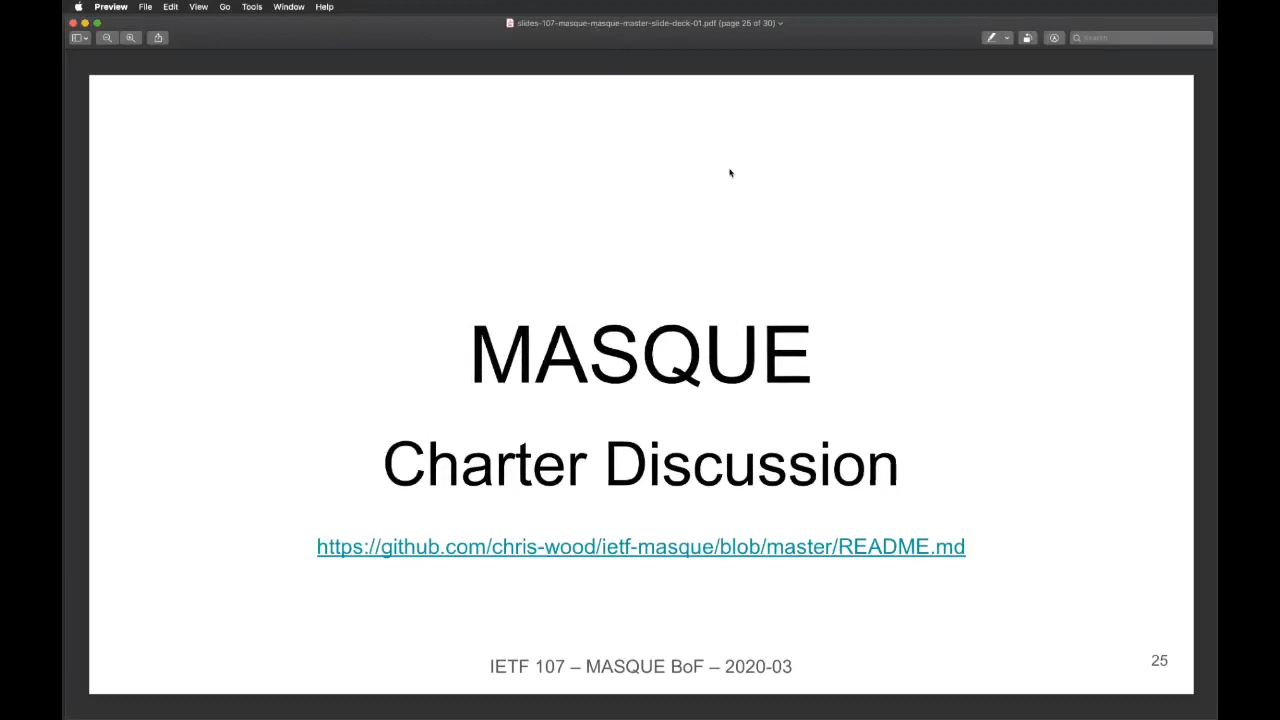 Preview File Edit View Go Tools Window Help
slides-107-masque-masque-master-slide-deck-01.pdf (page 25 of 30)
Search
MASQUE
Charter Discussion
https://github.com/chris-wood/ietf-masque/blob/master/README.md
IETF 107 – MASQUE BoF – 2020-03
25